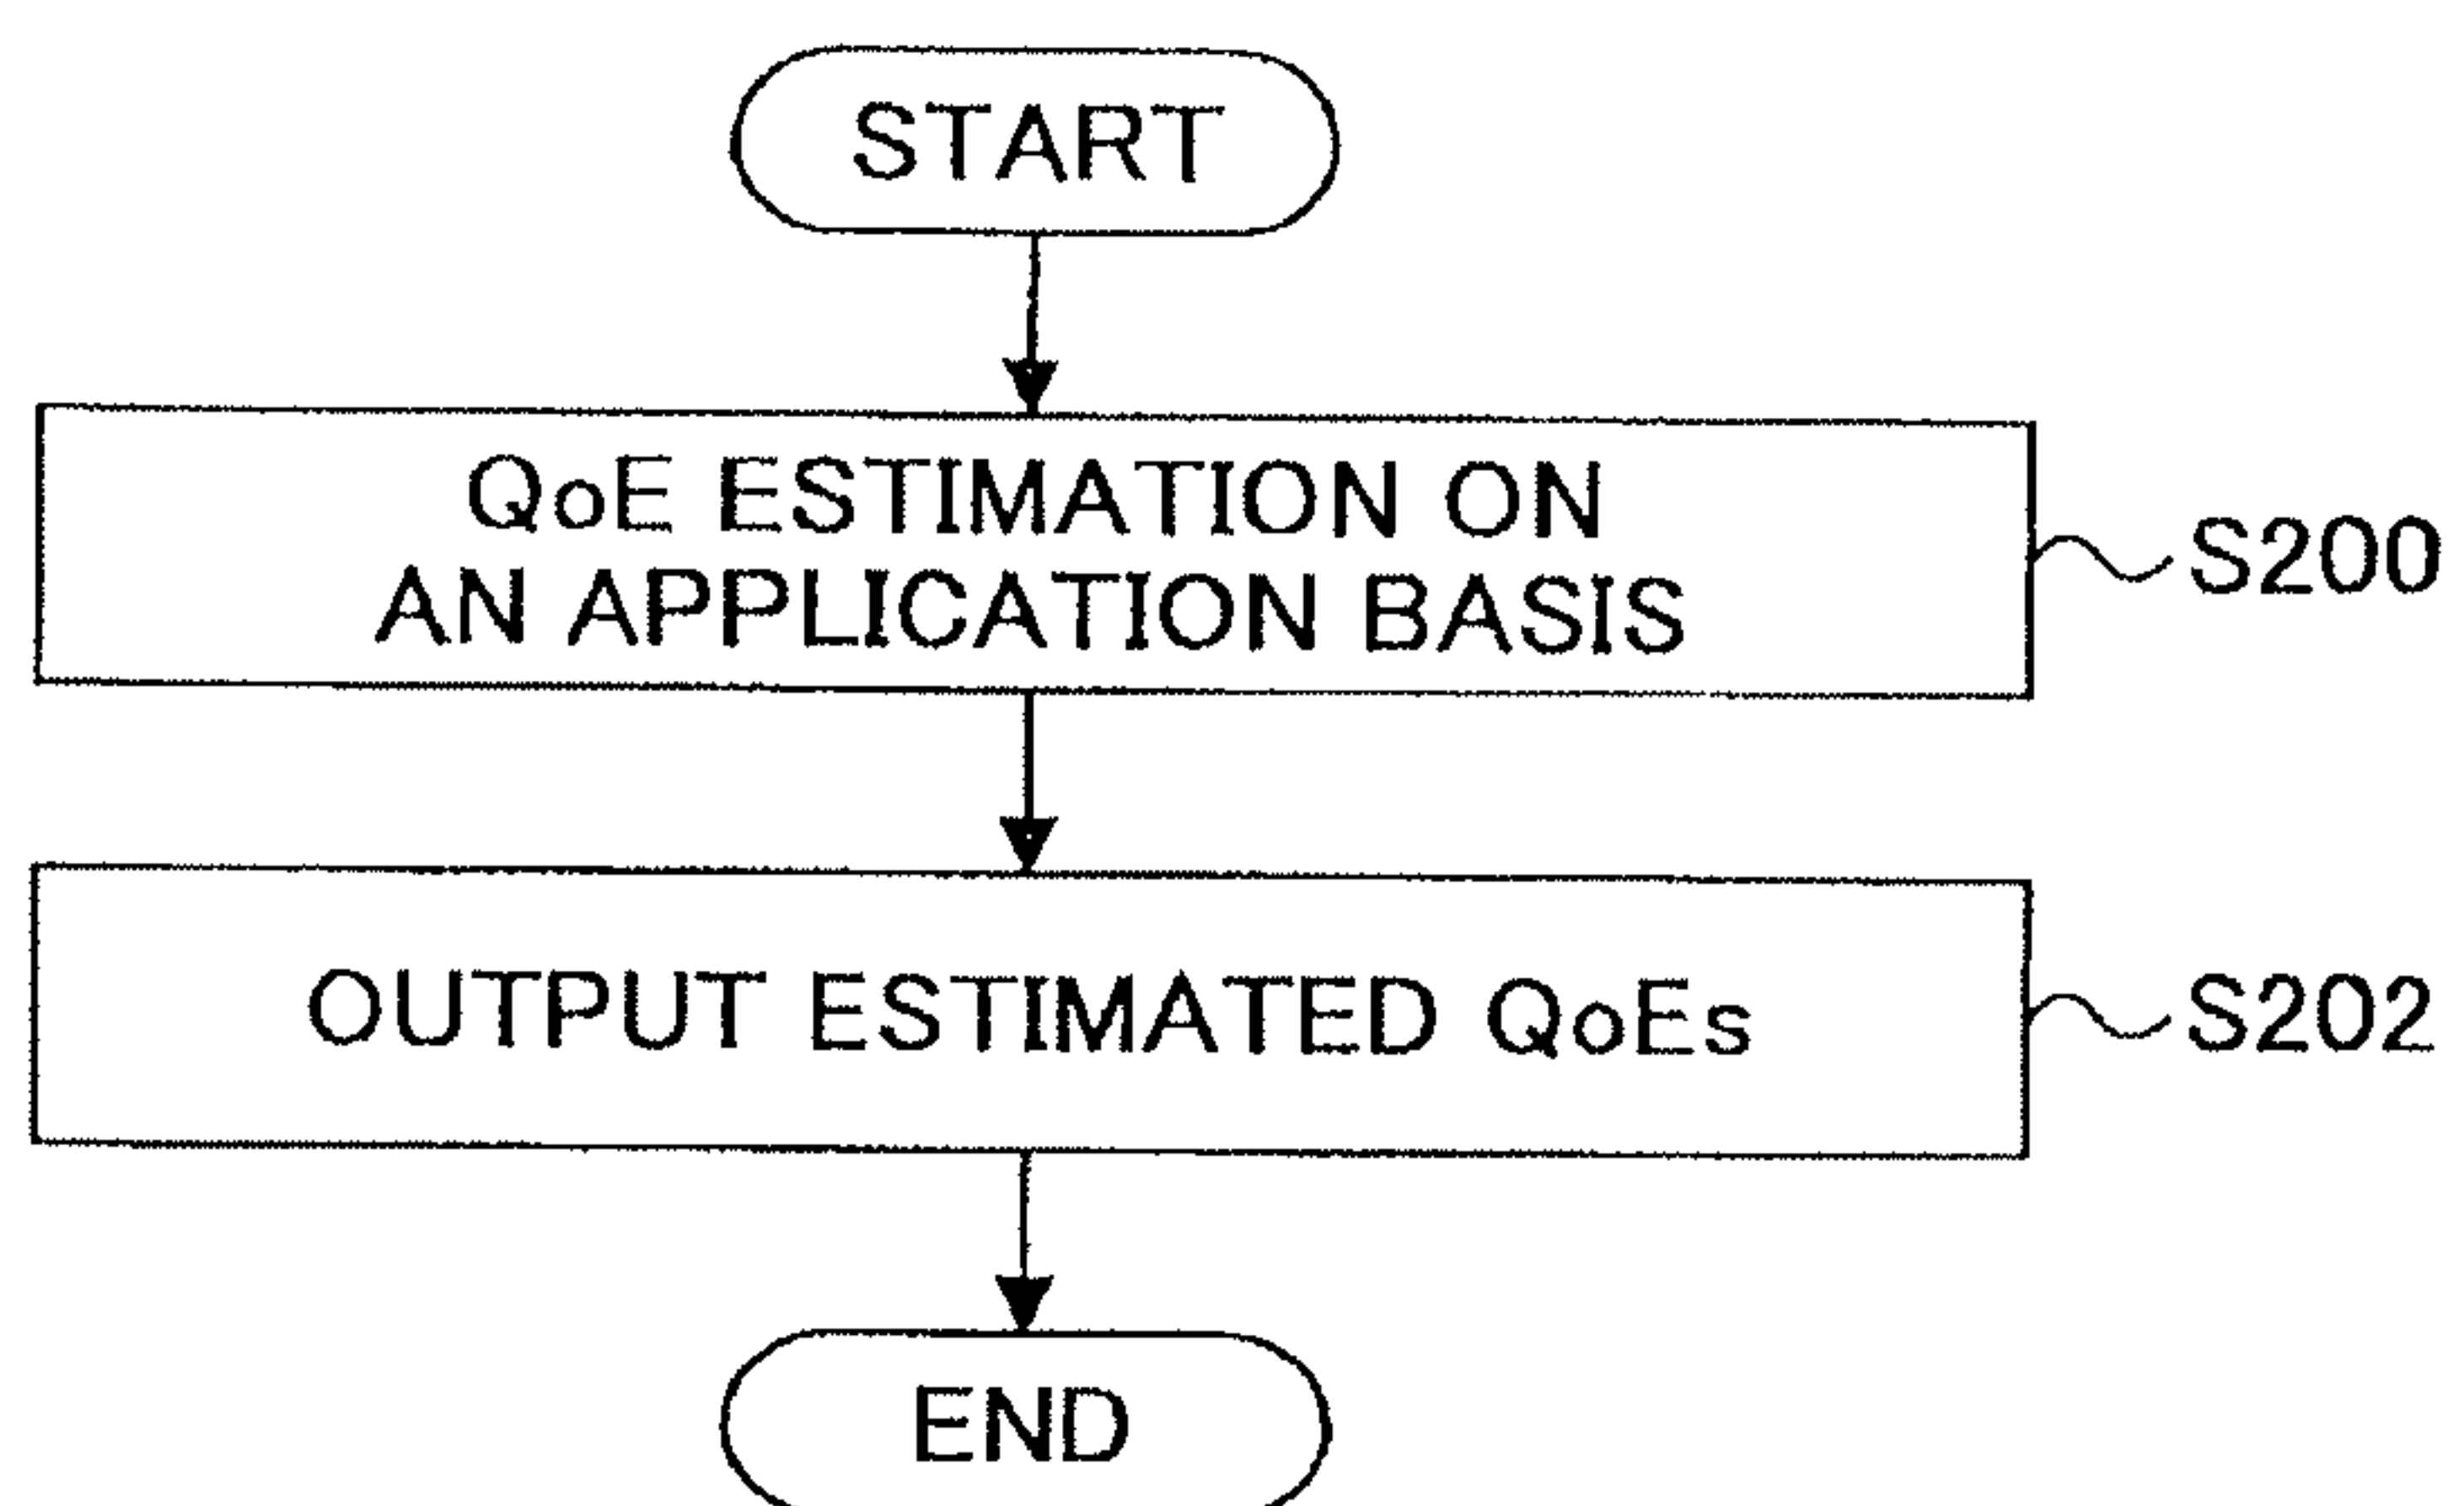 START
QoE ESTIMATION ON
AN APPLICATION BASIS
S200
OUTPUT ESTIMATED QoEs
S202
END